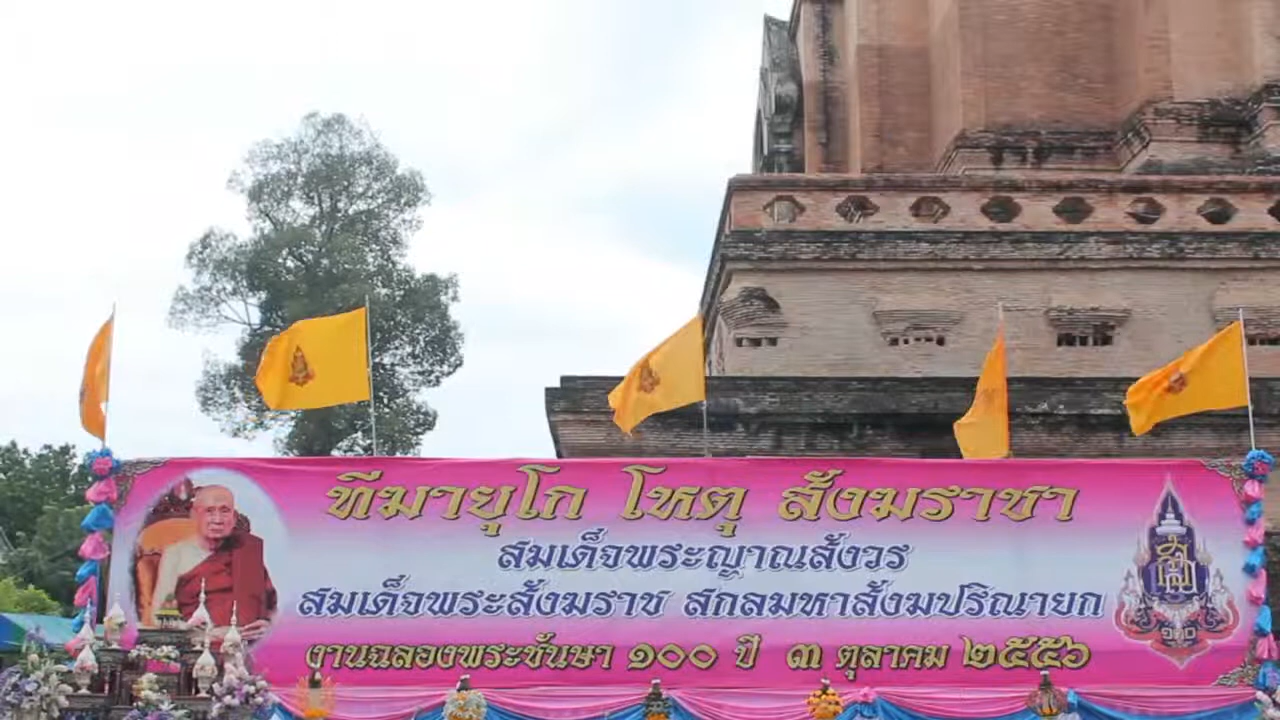 ทีฆายุโก โหตุ สังฆราชา
สมเด็จพระญาณสังวร
สมเด็จพระสังฆราช สกลมหาสังฆปริณายก
งานฉลองพระชันษา ๑๐๐ ปี ๓ ตุลาคม ๒๕๕๖
๑๐๐